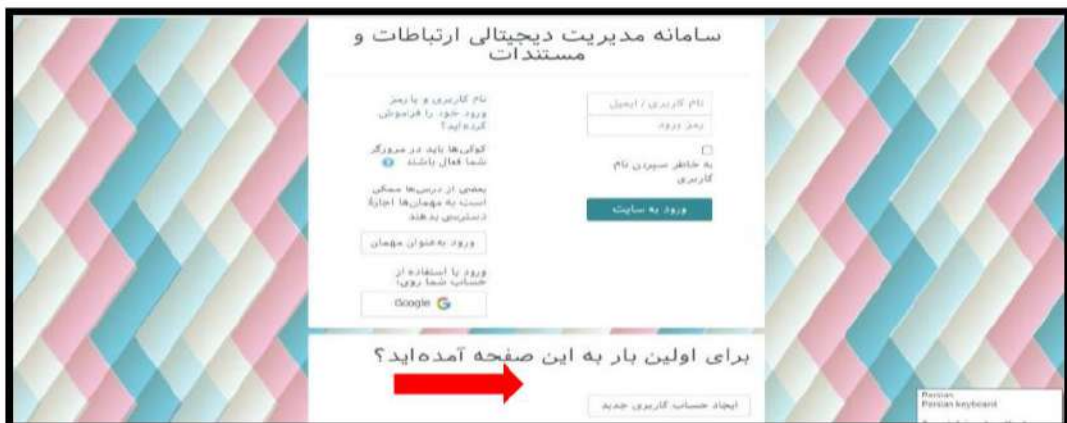 سامانه مدیریت دیجیتالی ارتباطات و
مستندات
نام کاربری / ایمیل
رمز ورود
به خاطر سپردن نام
کاربری
ورود به سایت
نام کاربری و یا رمز
ورود خود را فراموش
کرده‌اید؟
کوکی‌ها باید در مرورگر
شما فعال باشند
بعضی از درس‌ها ممکن
است به مهمان‌ها اجازهٔ
دسترسی بدهند
ورود به‌عنوان مهمان
ورود با استفاده از
حساب شما روی:
Google
برای اولین بار به این صفحه آمده‌اید؟
ایجاد حساب کاربری جدید
Persian
Persian keyboard